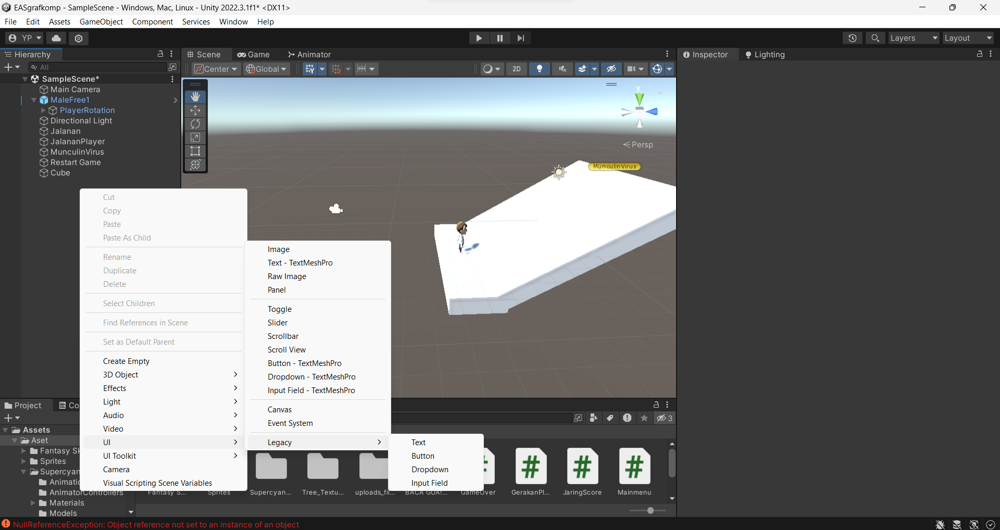 EASgrafkomp - SampleScene - Windows, Mac, Linux - Unity 2022.3.1f1* <DX11>
File Edit Assets GameObject Component Services Window Help
YP Layers Layout
Hierarchy Scene Game Animator Inspector Lighting
All Center Global 2D
SampleScene*
Main Camera
MaleFree1
PlayerRotation
Directional Light
Jalanan
JalananPlayer
MunculinVirus
Restart Game
Cube
y
Persp
MunculinVirus
Cut
Copy
Paste
Paste As Child
Rename
Duplicate
Delete
Select Children
Find References in Scene
Set as Default Parent
Create Empty
3D Object
Effects
Light
Audio
Video
UI
UI Toolkit
Camera
Visual Scripting Scene Variables
Image
Text - TextMeshPro
Raw Image
Panel
Toggle
Slider
Scrollbar
Scroll View
Button - TextMeshPro
Dropdown - TextMeshPro
Input Field - TextMeshPro
Canvas
Event System
Legacy
Text
Button
Dropdown
Input Field
Project Co
3
Assets
Aset
Fantasy Sk
Sprites
Supercyan
Animatic
AnimatorControllers
Materials
Models
Fantasy S... Sprites Supercyan... Tree_Textu... uploads_fil... BACA GUA!... GameOver GerakanPl... JaringScore Mainmenu
NullReferenceException: Object reference not set to an instance of an object